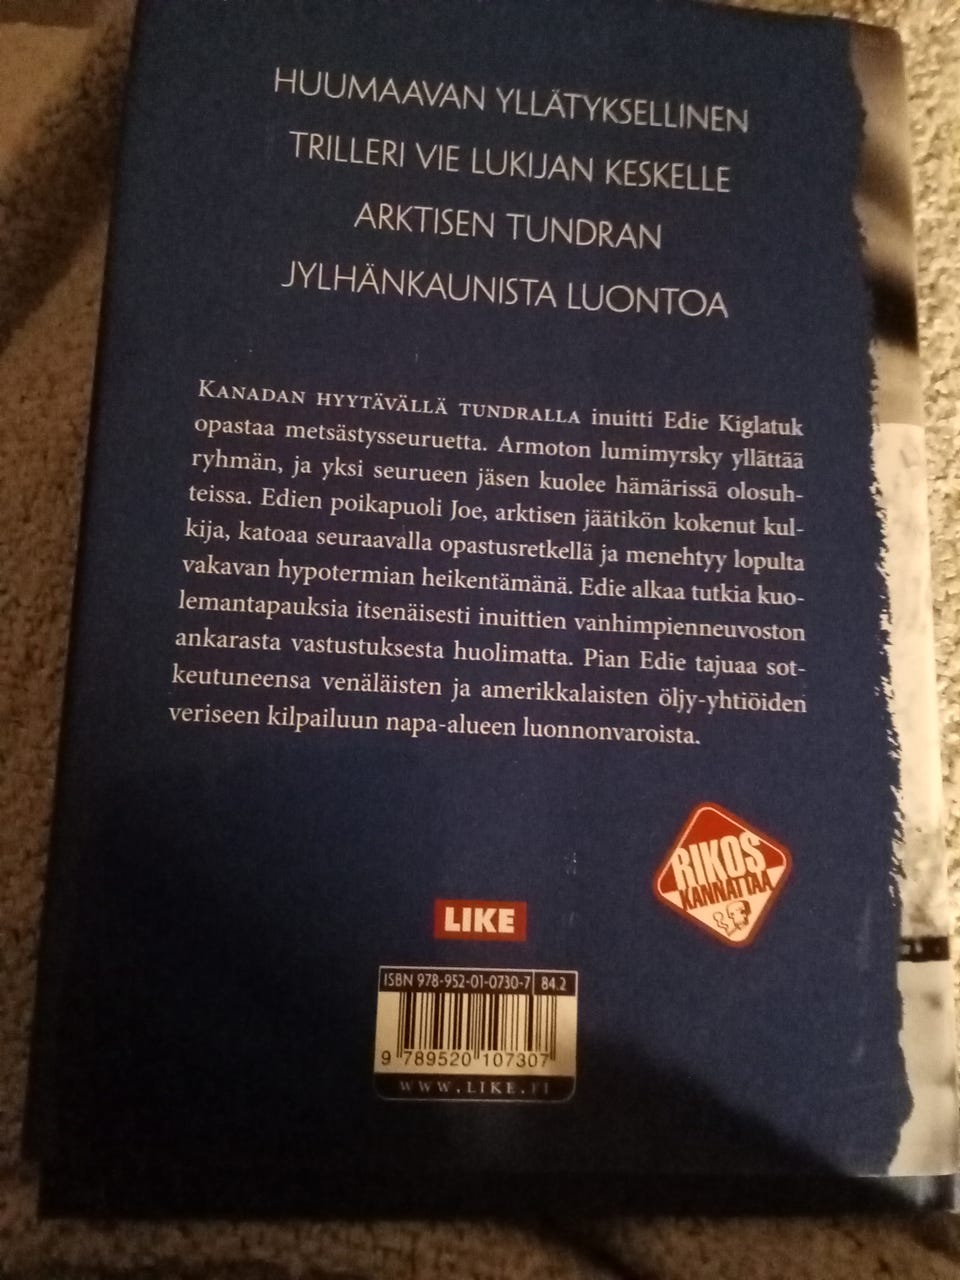 HUUMAAVAN YLLÄTYKSELLINEN
TRILLERI VIE LUKIJAN KESKELLE
ARKTISEN TUNDRAN
JYLHÄNKAUNISTA LUONTOA
KANADAN HYYTÄVÄLLÄ TUNDRALLA inuitti Edie Kiglatuk
opastaa metsästysseuruetta. Armoton lumimyrsky yllättää
ryhmän, ja yksi seurueen jäsen kuolee hämärissä olosuh-
teissa. Edien poikapuoli Joe, arktisen jäätikön kokenut kul-
kija, katoaa seuraavalla opastusretkellä ja menehtyy lopulta
vakavan hypotermian heikentämänä. Edie alkaa tutkia kuo-
lemantapauksia itsenäisesti inuittien vanhimpienneuvoston
ankarasta vastustuksesta huolimatta. Pian Edie tajuaa sot-
keutuneensa venäläisten ja amerikkalaisten öljy-yhtiöiden
veriseen kilpailuun napa-alueen luonnonvaroista.
RIKOS
KANNATTAA
LIKE
ISBN 978-952-01-0730-7 84.2
9 789520 107307
WWW.LIKE.FI